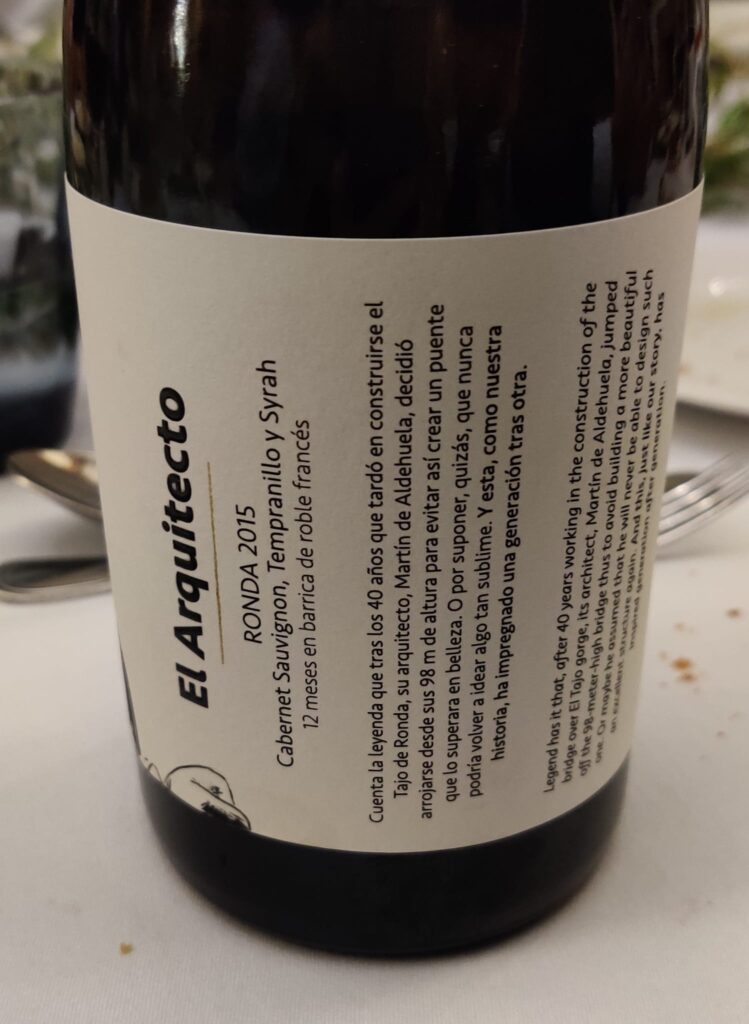 El Arquitecto
RONDA 2015
Cabernet Sauvignon, Tempranillo y Syrah
12 meses en barrica de roble francés
Cuenta la leyenda que tras los 40 años que tardó en construirse el
Tajo de Ronda, su arquitecto, Martín de Aldehuela, decidió
arrojarse desde sus 98 m de altura para evitar así crear un puente
que lo superara en belleza. O por suponer, quizás, que nunca
podría volver a idear algo tan sublime. Y esta, como nuestra
historia, ha impregnado una generación tras otra.
Legend has it that, after 40 years working in the construction of the
bridge over El Tajo gorge, its architect, Martín de Aldehuela, jumped
off the 98-meter-high bridge thus to avoid building a more beautiful
one. Or maybe he assumed that he will never be able to design such
an excellent structure again. And this, just like our story, has
inspired generation after generation.